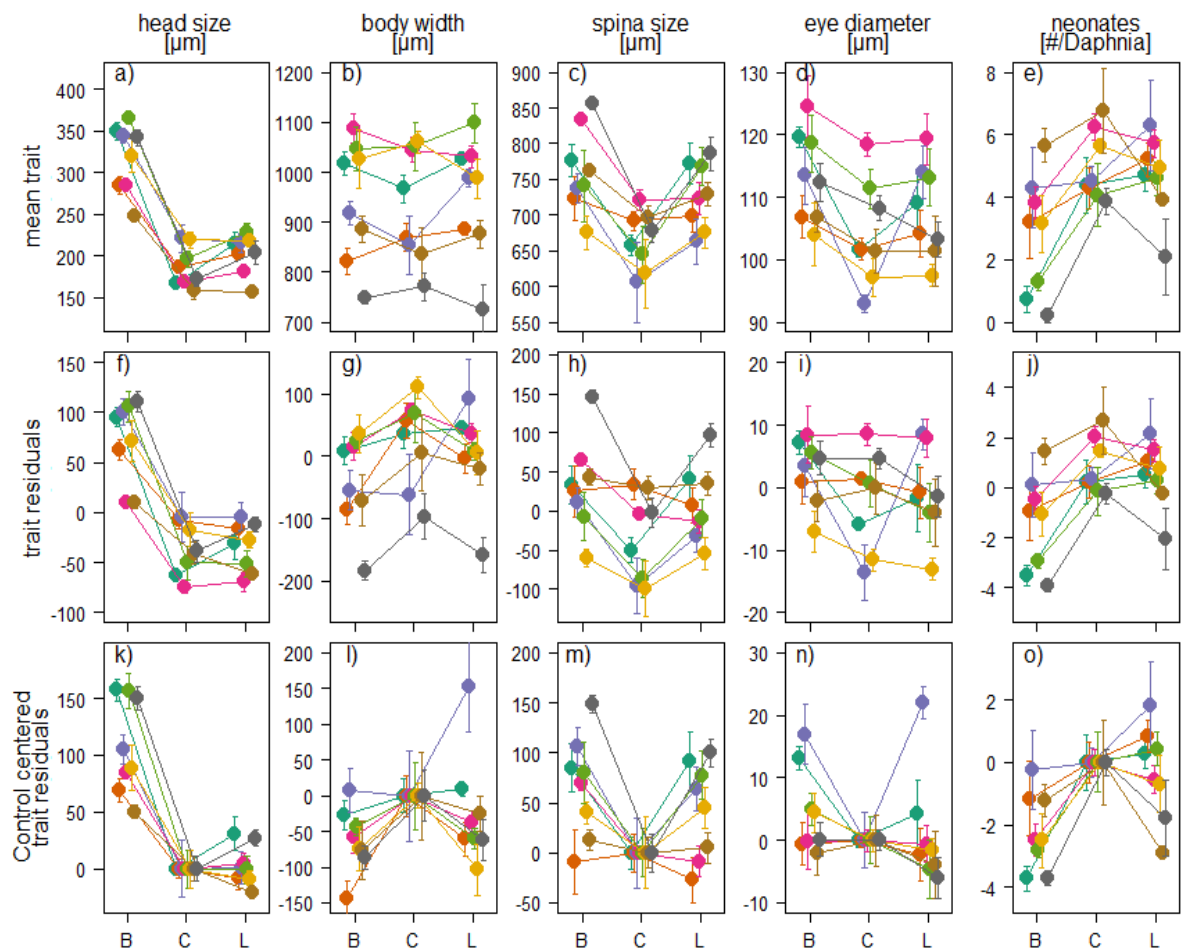 head size body width spina size eye diameter neonates
[µm] [µm] [µm] [µm] [#/Daphnia]
mean trait
a) b) c) d) e)
400 350 300 250 200 150
1200 1100 1000 900 800 700
900 850 800 750 700 650 600 550
130 120 110 100 90
8 6 4 2 0
trait residuals
f) g) h) i) j)
150 100 50 0 -50 -100
100 0 -100 -200
200 150 100 50 0 -50 -100
20 10 0 -10 -20
4 2 0 -2 -4
Control centered
trait residuals
k) l) m) n) o)
150 100 50 0
200 150 100 50 0 -50 -100 -150
200 150 100 50 0 -50
30 20 10 0 -10
2 0 -2 -4
B C L B C L B C L B C L B C L